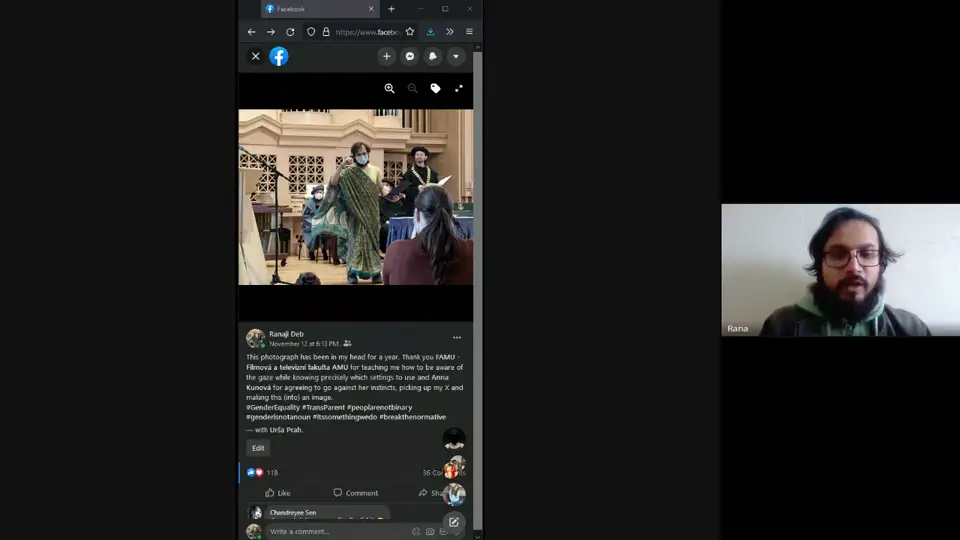 Facebook
https://www.facebo
Ranaji Deb
November 12 at 6:13 PM ·
This photograph has been in my head for a year. Thank you FAMU -
Filmová a televizní fakulta AMU for teaching me how to be aware of
the gaze while knowing precisely which settings to use and Anna
Kunová for agreeing to go against her instincts, picking up my X and
making this (into) an image.
#GenderEquality #TransParent #peoplarenotbinary
#genderisnotanoun #itssomethingwedo #breakthenormative
— with Urša Prah.
Edit
118
36
Like
Comment
Chandreyee Sen
Write a comment...
Rana